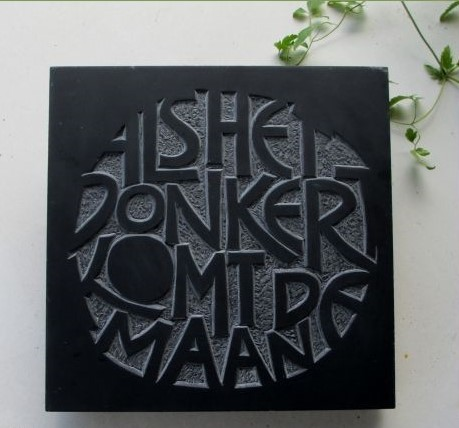 ALS HET
DONKER
KOMT DE
MAAN